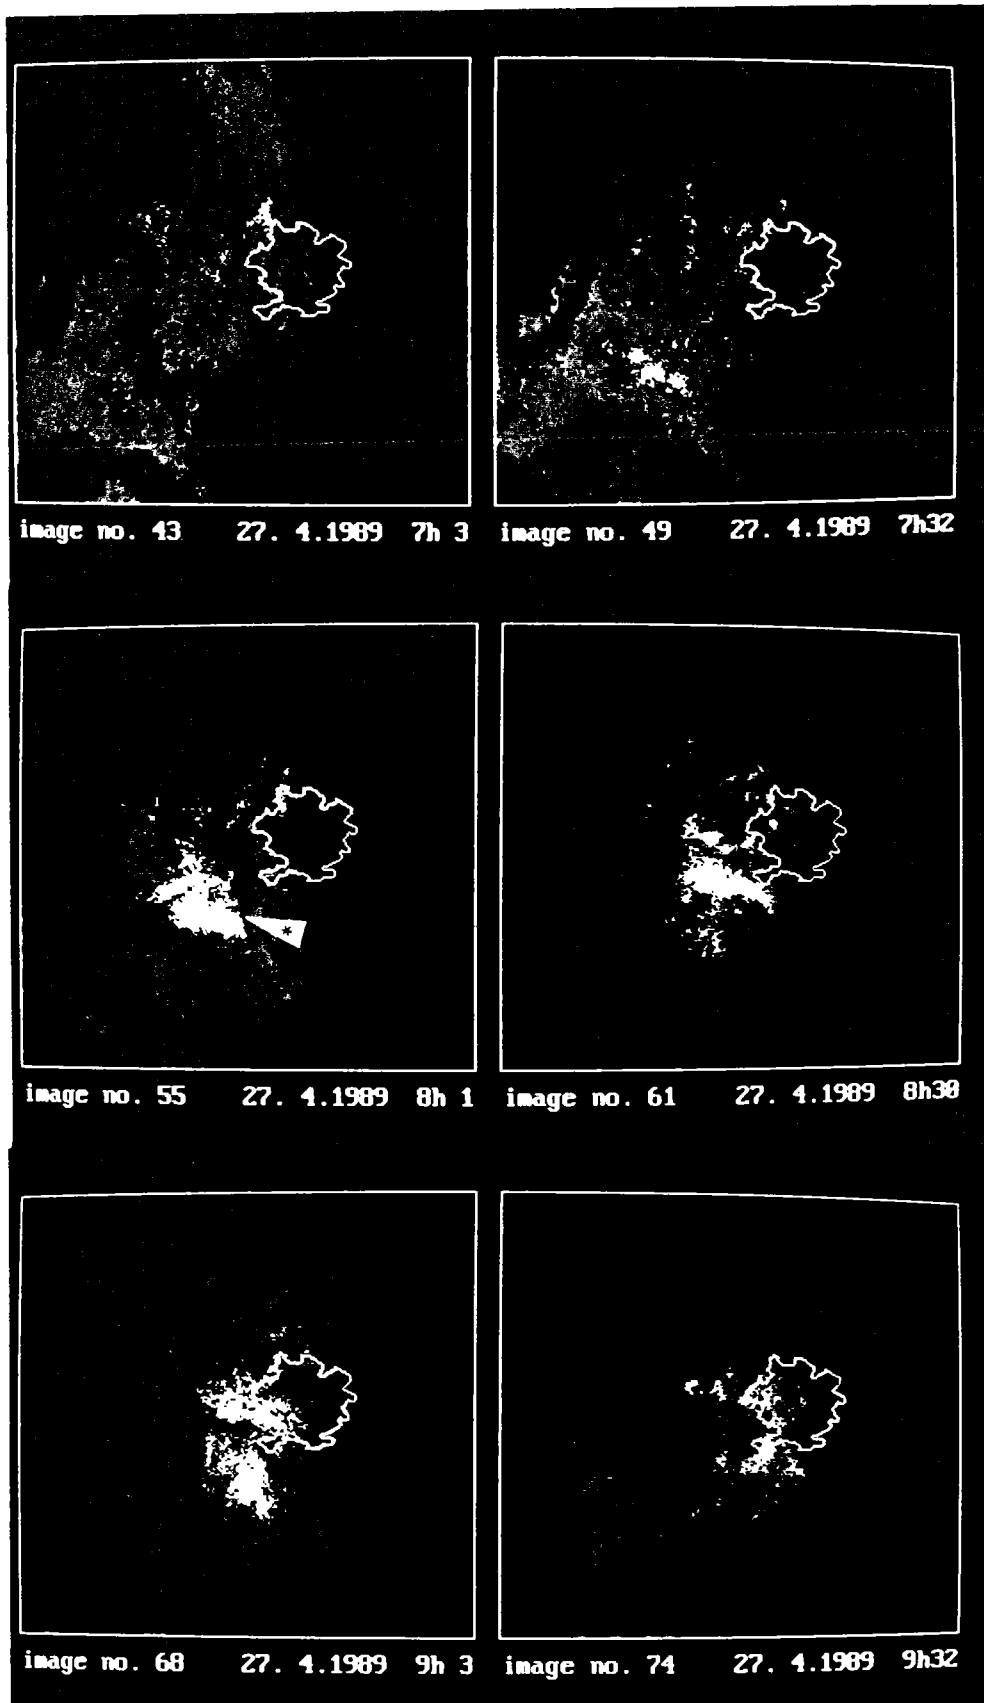 image no. 43 27. 4.1989 7h 3
image no. 49 27. 4.1989 7h32
*
image no. 55 27. 4.1989 8h 1
image no. 61 27. 4.1989 8h30
image no. 68 27. 4.1989 9h 3
image no. 74 27. 4.1989 9h32